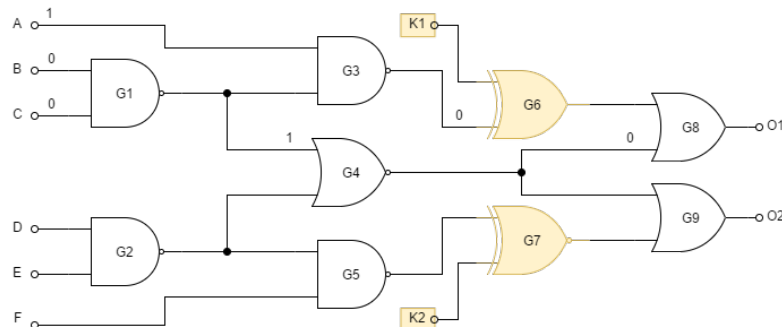 A 1 K1
B 0
G1 G3
C 0 0 G6
G8 O1
1 0
G4
D G9 O2
G2 G7
E G5
F K2